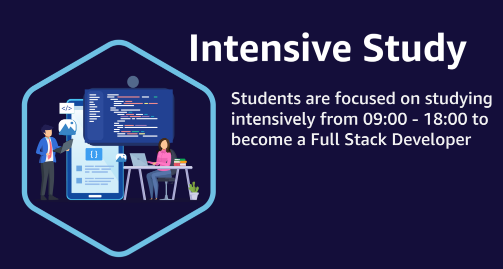 Intensive Study
Students are focused on studying
intensively from 09:00 - 18:00 to
become a Full Stack Developer
</>
{ }